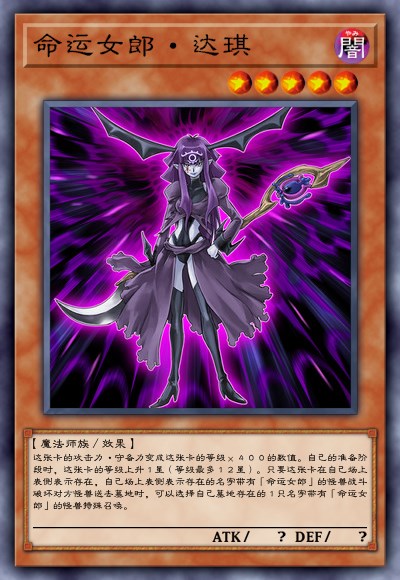 命运女郎·达琪
やみ
闇
【魔法师族／效果】
这张卡的攻击力·守备力变成这张卡的等级×400的数值。自己的准备阶
段时，这张卡的等级上升1星（等级最多12星）。只要这张卡在自己场上
表侧表示存在，自己场上表侧表示存在的名字带有「命运女郎」的怪兽战斗
破坏对方怪兽送去墓地时，可以选择自己墓地存在的1只名字带有「命运女
郎」的怪兽特殊召唤。
ATK/ ? DEF/ ?